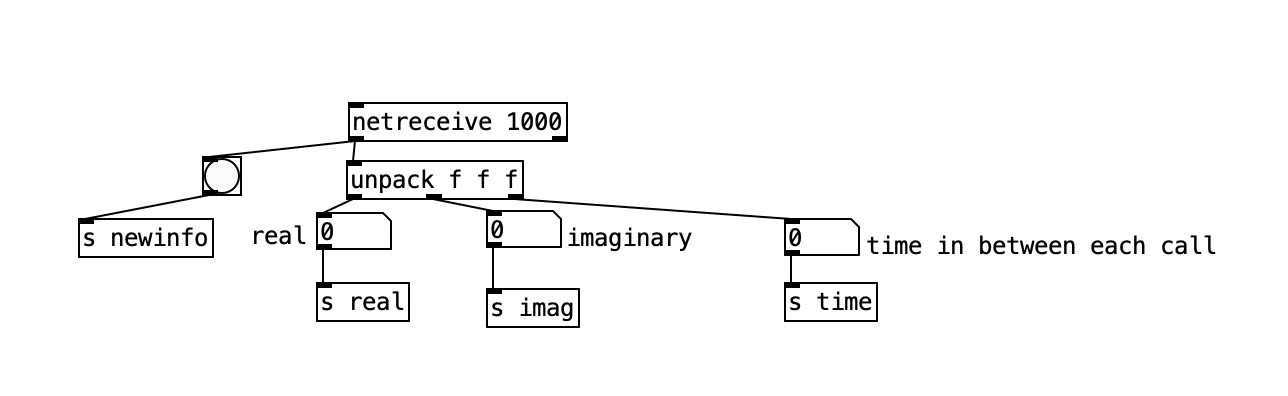 netreceive 1000
unpack f f f
s newinfo
real
0
0
imaginary
0
time in between each call
s real
s imag
s time